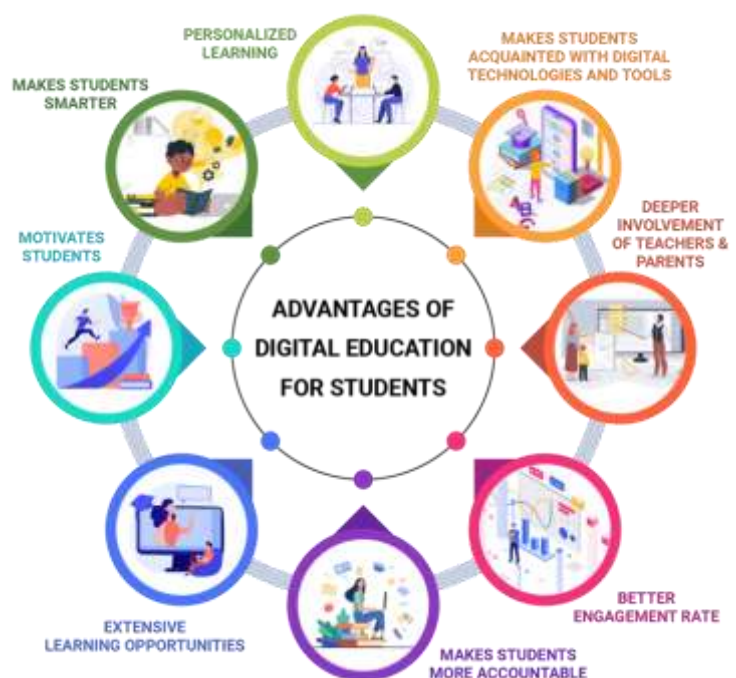 PERSONALIZED
LEARNING
MAKES STUDENTS
ACQUAINTED WITH DIGITAL
TECHNOLOGIES AND TOOLS
DEEPER
INVOLVEMENT
OF TEACHERS &
PARENTS
BETTER
ENGAGEMENT RATE
MAKES STUDENTS
MORE ACCOUNTABLE
EXTENSIVE
LEARNING OPPORTUNITIES
MOTIVATES
STUDENTS
MAKES STUDENTS
SMARTER
ADVANTAGES OF
DIGITAL EDUCATION
FOR STUDENTS